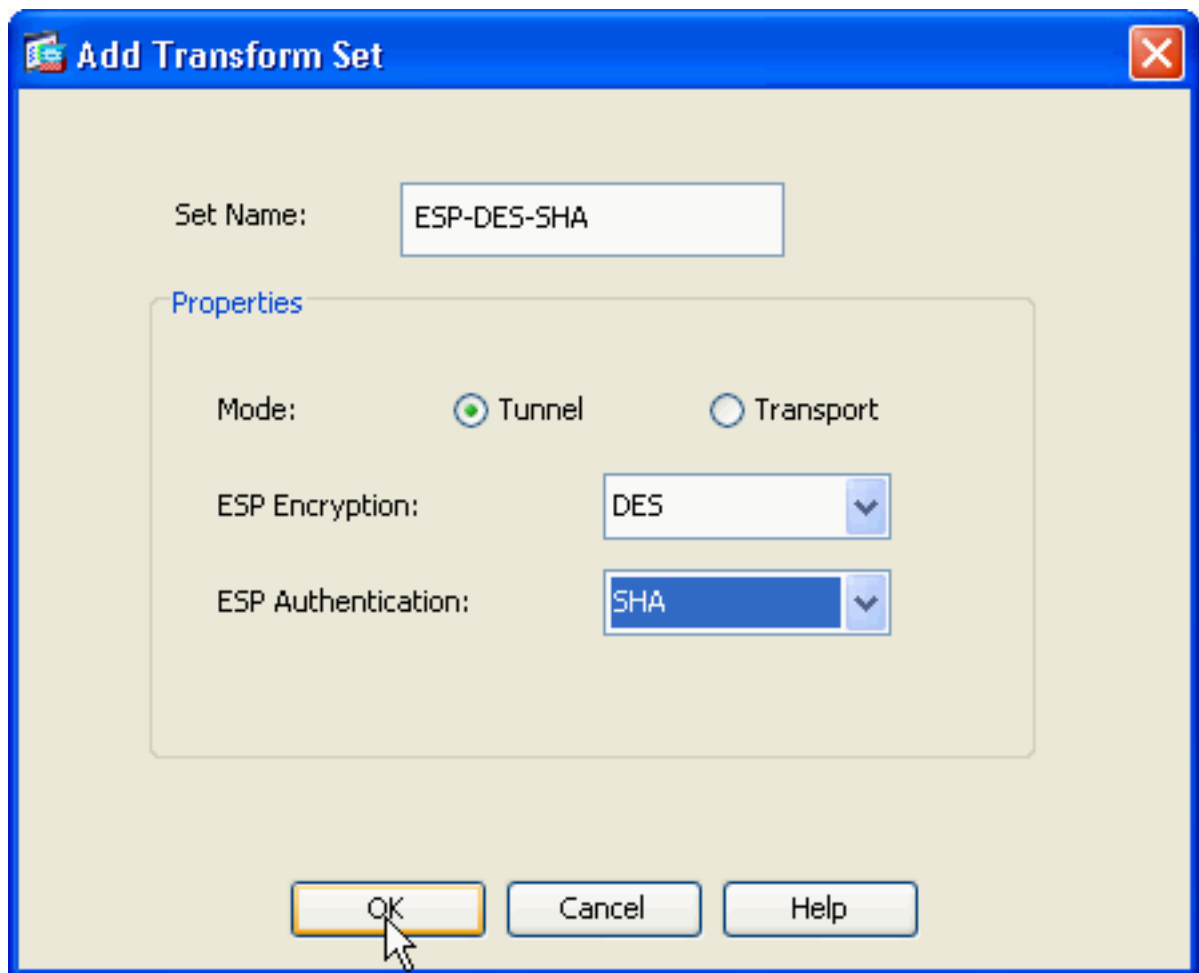 Add Transform Set
Set Name: ESP-DES-SHA
Properties
Mode: Tunnel Transport
ESP Encryption: DES
ESP Authentication: SHA
OK Cancel Help